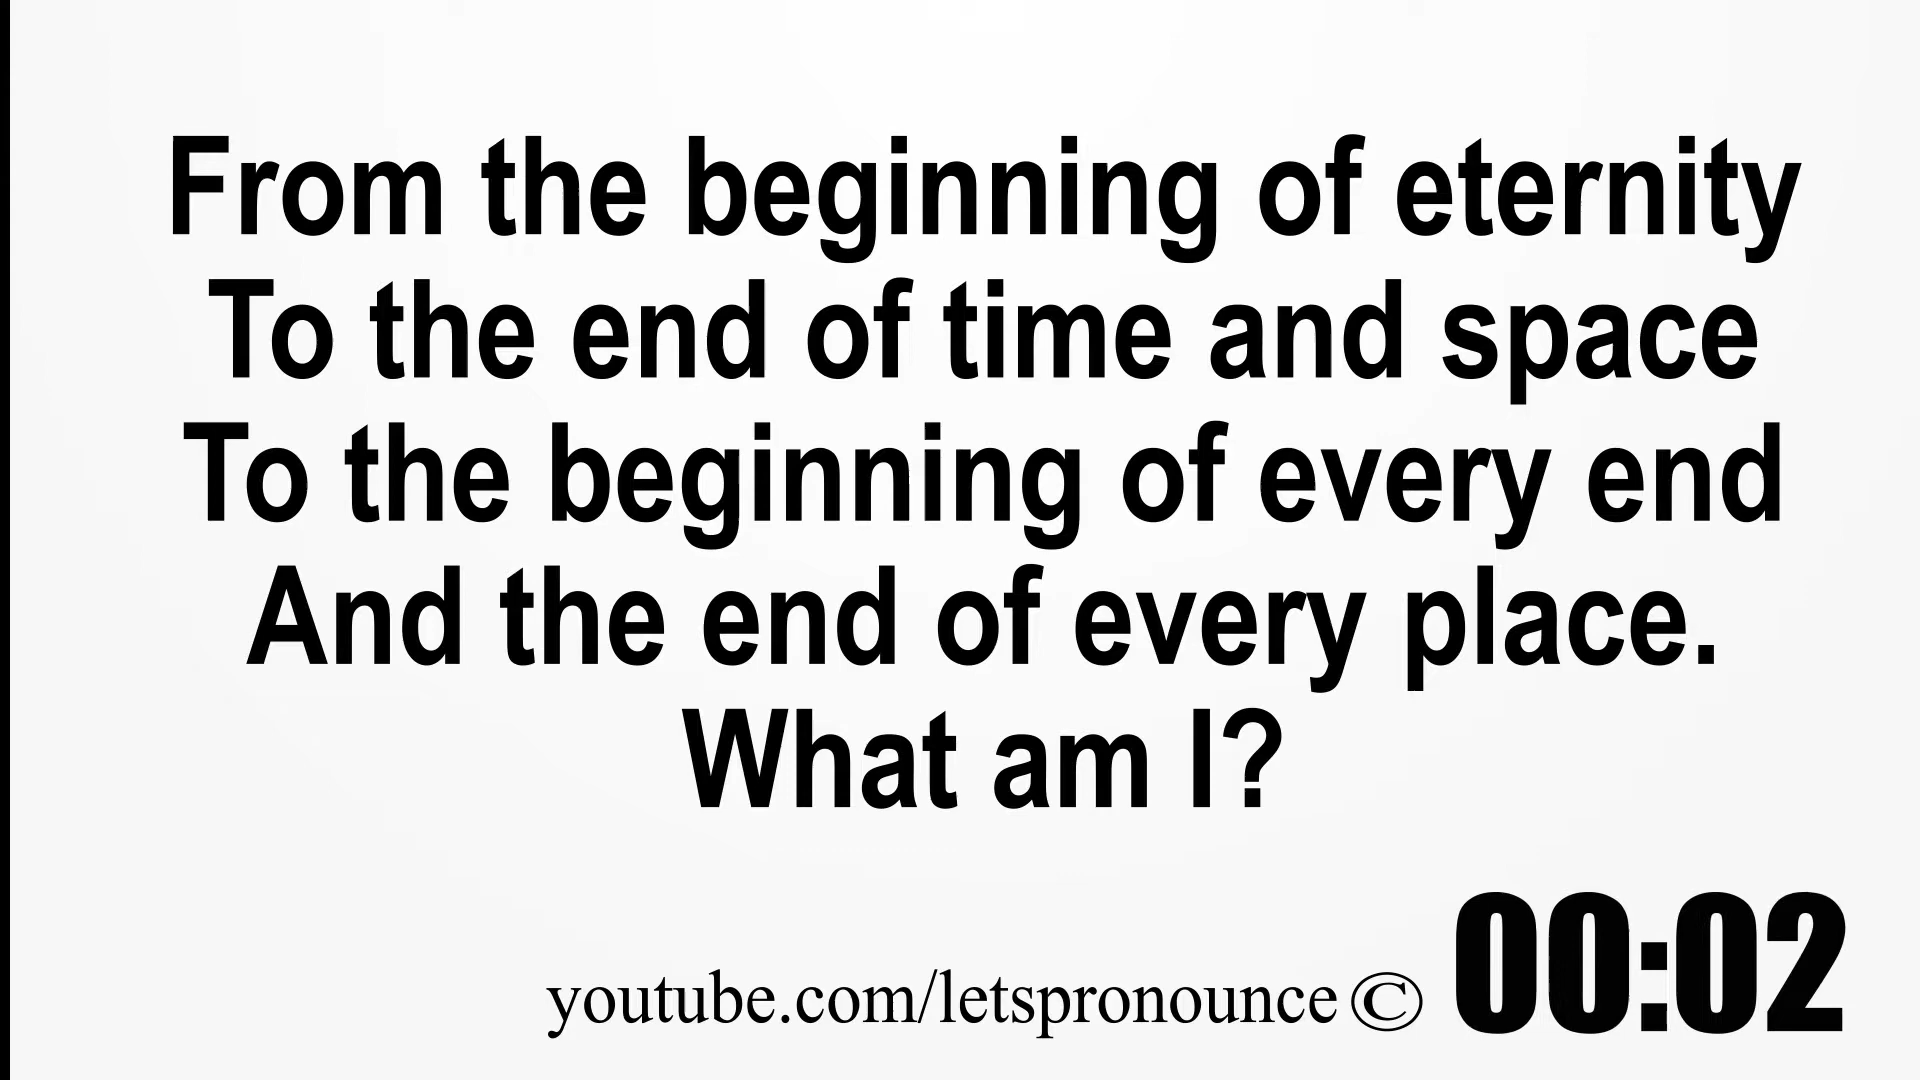 From the beginning of eternity
To the end of time and space
To the beginning of every end
And the end of every place.
What am I?
youtube.com/letspronounce © 00:02